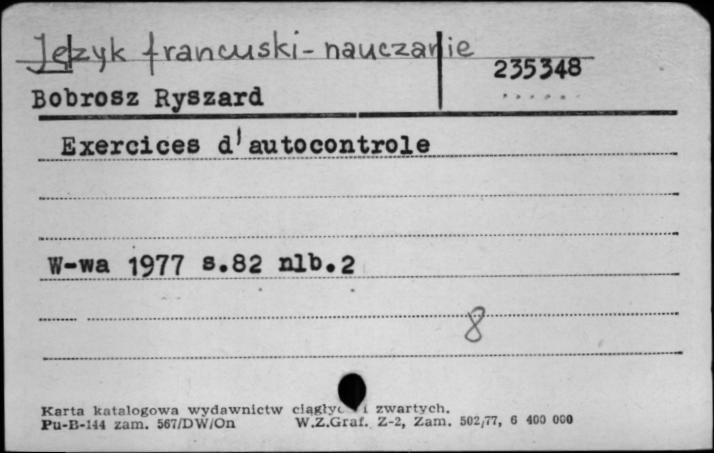 Język francuski - nauczanie
235348
Bobrosz Ryszard
Exercices d'autocontrole
W-wa 1977 s.82 nlb.2
8
Karta katalogowa wydawnictw i zwartych.
Pu-B-144 zam. 567/DW/On W.Z.Graf. Z-2, Zam. 502/77, 6 400 000